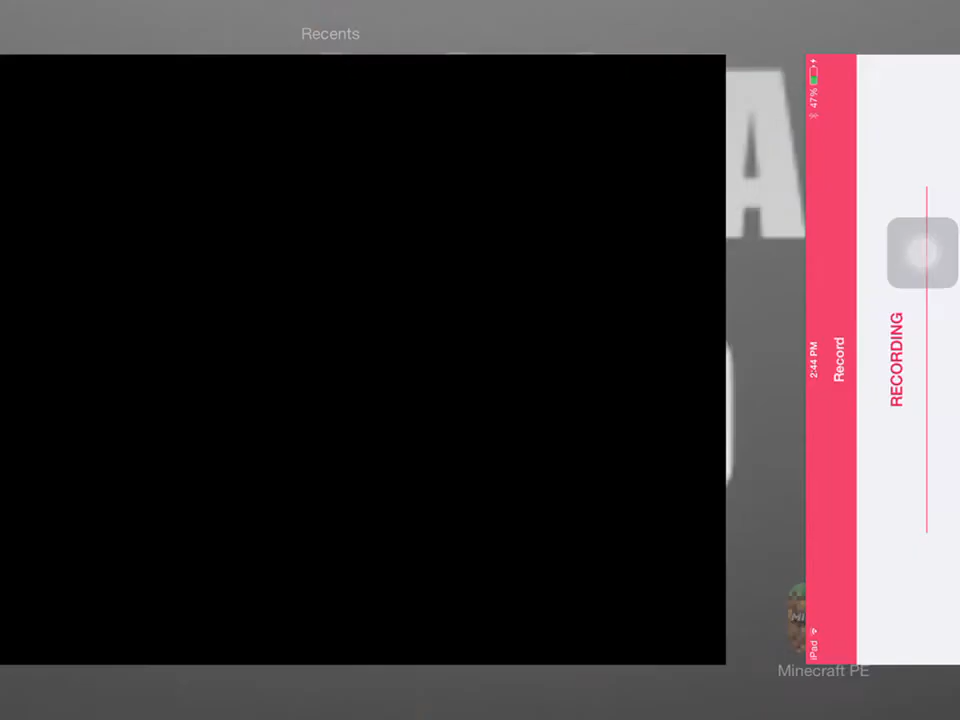 Recents
A
47%
2:44 PM
Record
RECORDING
iPad
Minecraft PE